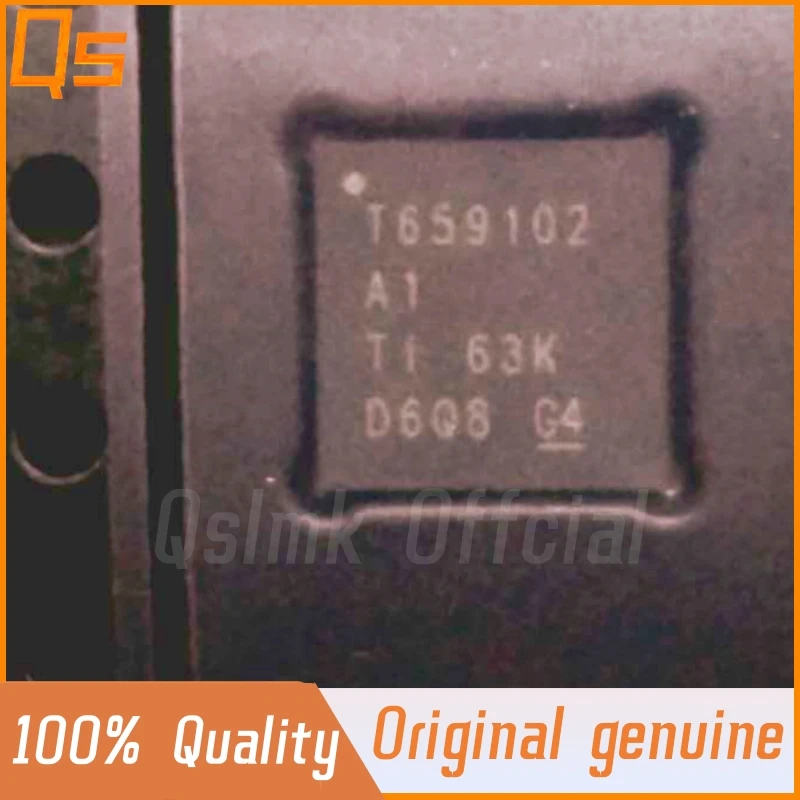 Qs
T659102
A1
TI 63K
D6Q8 G4
Qslmk Offcial
100% Quality
Original genuine